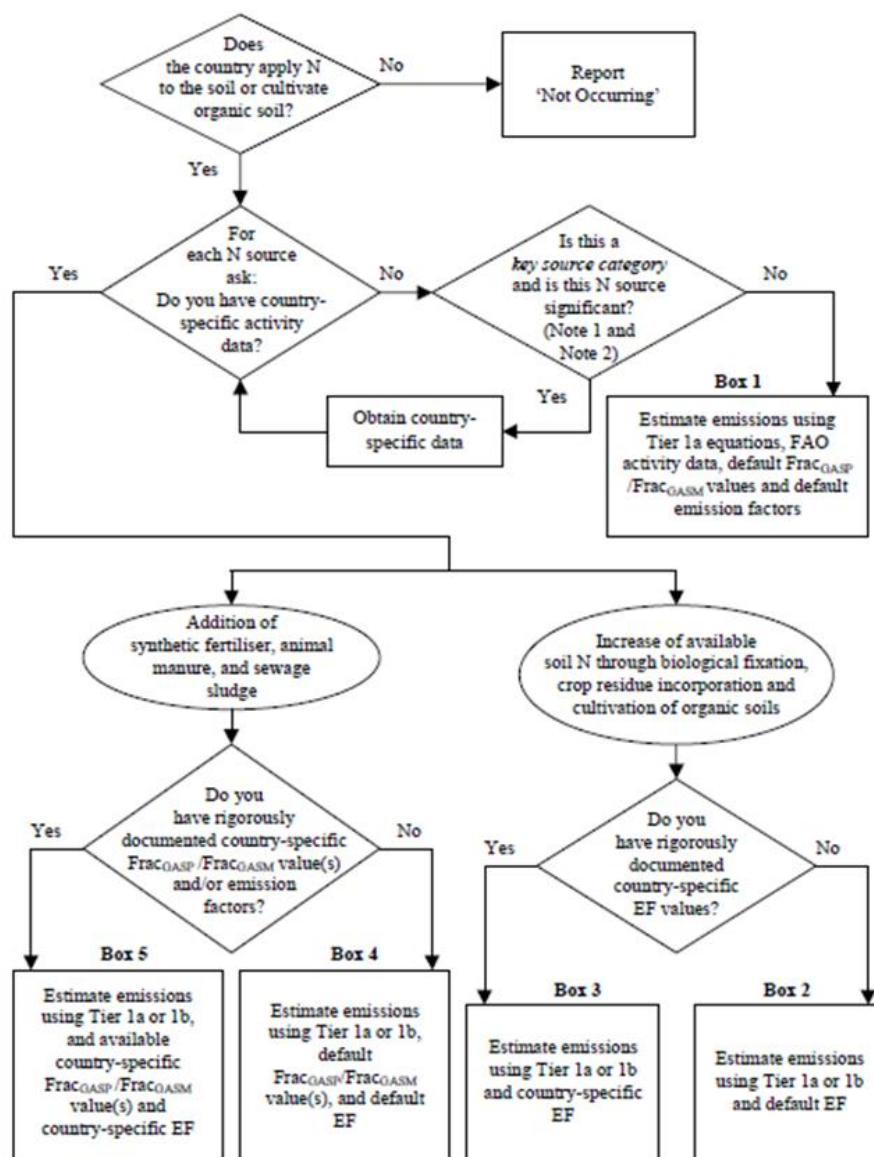 Does
the country apply N
to the soil or cultivate
organic soil?
No
Report
‘Not Occurring’
Yes
For
each N source
ask:
Do you have country-
specific activity
data?
Yes
No
Is this a
key source category
and is this N source
significant?
(Note 1 and
Note 2)
No
Yes
Obtain country-
specific data
Box 1
Estimate emissions using
Tier 1a equations, FAO
activity data, default FracGASP
/FracGASM values and default
emission factors
Addition of
synthetic fertiliser, animal
manure, and sewage
sludge
Increase of available
soil N through biological fixation,
crop residue incorporation and
cultivation of organic soils
Do you
have rigorously
documented country-specific
FracGASP /FracGASM value(s)
and/or emission
factors?
Yes
No
Do you
have rigorously
documented
country-specific
EF values?
Yes
No
Box 5
Estimate emissions
using Tier 1a or 1b,
and available
country-specific
FracGASP /FracGASM
value(s) and
country-specific EF
Box 4
Estimate emissions
using Tier 1a or 1b,
default
FracGASP/FracGASM
value(s), and default
EF
Box 3
Estimate emissions
using Tier 1a or 1b
and country-specific EF
Box 2
Estimate emissions
using Tier 1a or 1b
and default EF